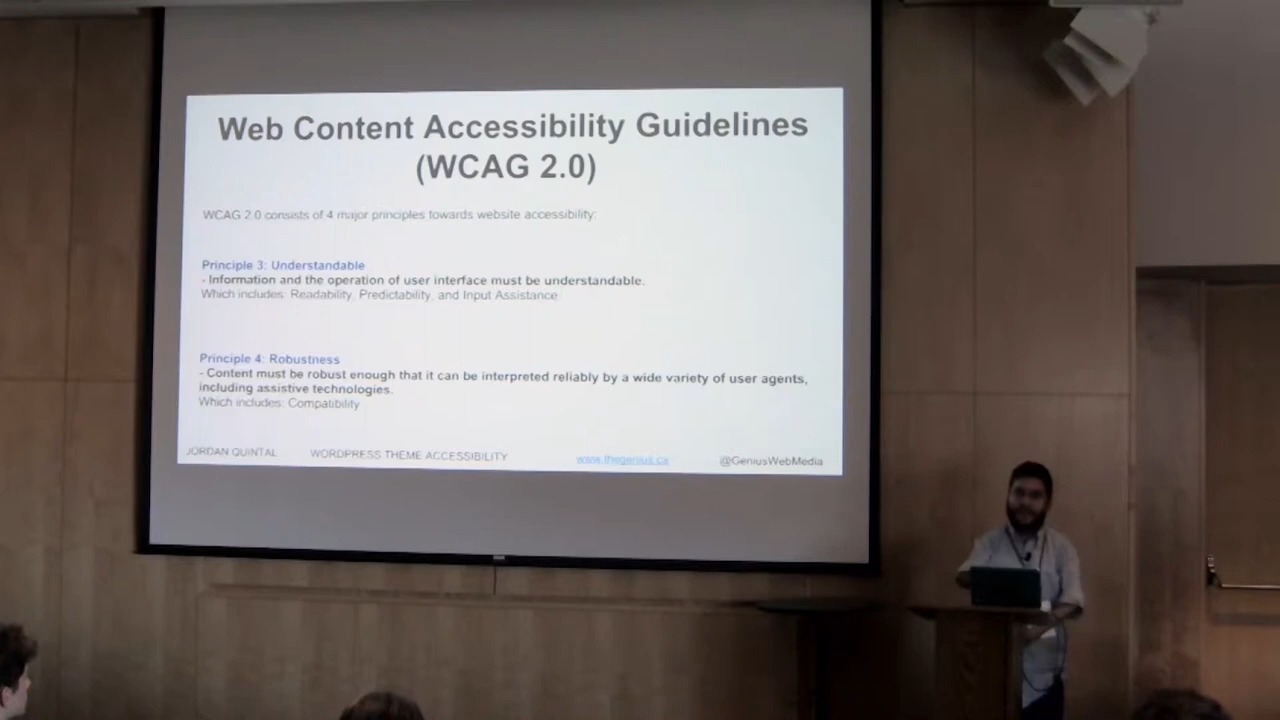 Web Content Accessibility Guidelines
(WCAG 2.0)
WCAG 2.0 consists of 4 major principles towards website accessibility:
Principle 3: Understandable
- Information and the operation of user interface must be understandable.
Which includes: Readability, Predictability, and Input Assistance
Principle 4: Robustness
- Content must be robust enough that it can be interpreted reliably by a wide variety of user agents,
including assistive technologies.
Which includes: Compatibility
JORDAN QUINTAL WORDPRESS THEME ACCESSIBILITY www.thegenius.ca @GeniusWebMedia